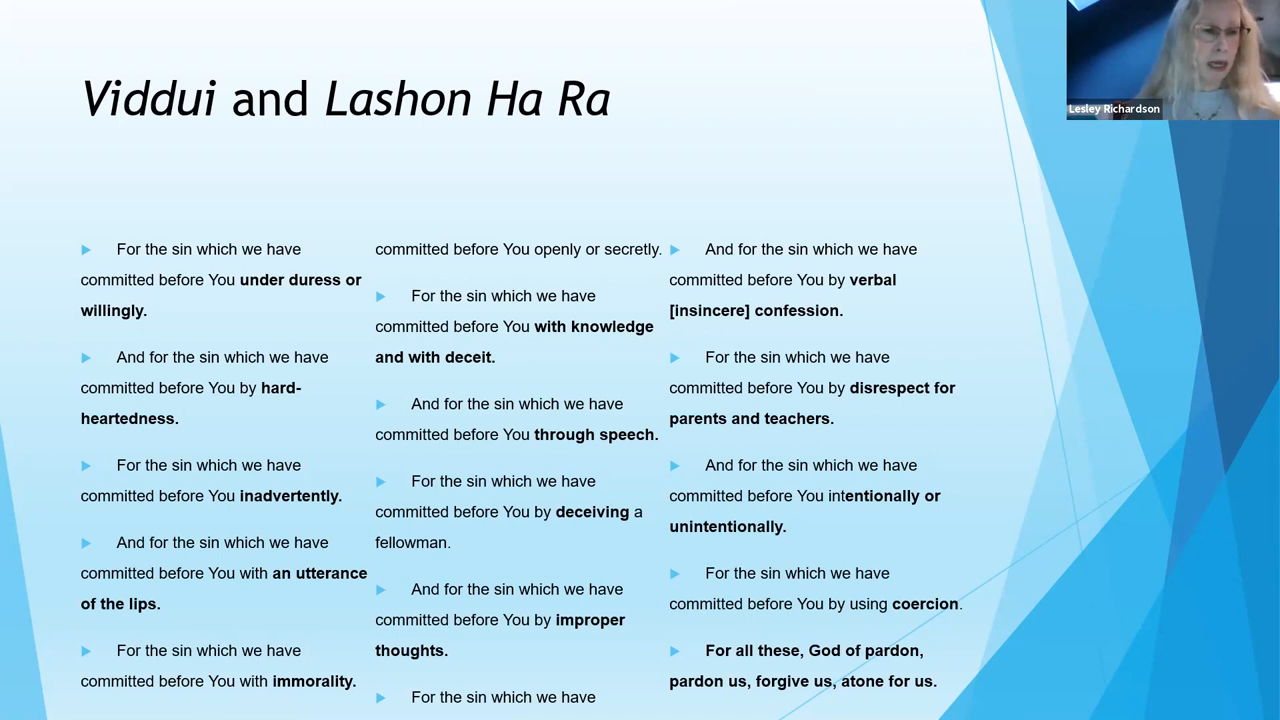 Viddui and Lashon Ha Ra
Lesley Richardson
For the sin which we have
committed before You under duress or
willingly.
And for the sin which we have
committed before You by hard-
heartedness.
For the sin which we have
committed before You inadvertently.
And for the sin which we have
committed before You with an utterance
of the lips.
For the sin which we have
committed before You with immorality.
committed before You openly or secretly.
For the sin which we have
committed before You with knowledge
and with deceit.
And for the sin which we have
committed before You through speech.
For the sin which we have
committed before You by deceiving a
fellowman.
And for the sin which we have
committed before You by improper
thoughts.
For the sin which we have
And for the sin which we have
committed before You by verbal
[insincere] confession.
For the sin which we have
committed before You by disrespect for
parents and teachers.
And for the sin which we have
committed before You intentionally or
unintentionally.
For the sin which we have
committed before You by using coercion.
For all these, God of pardon,
pardon us, forgive us, atone for us.